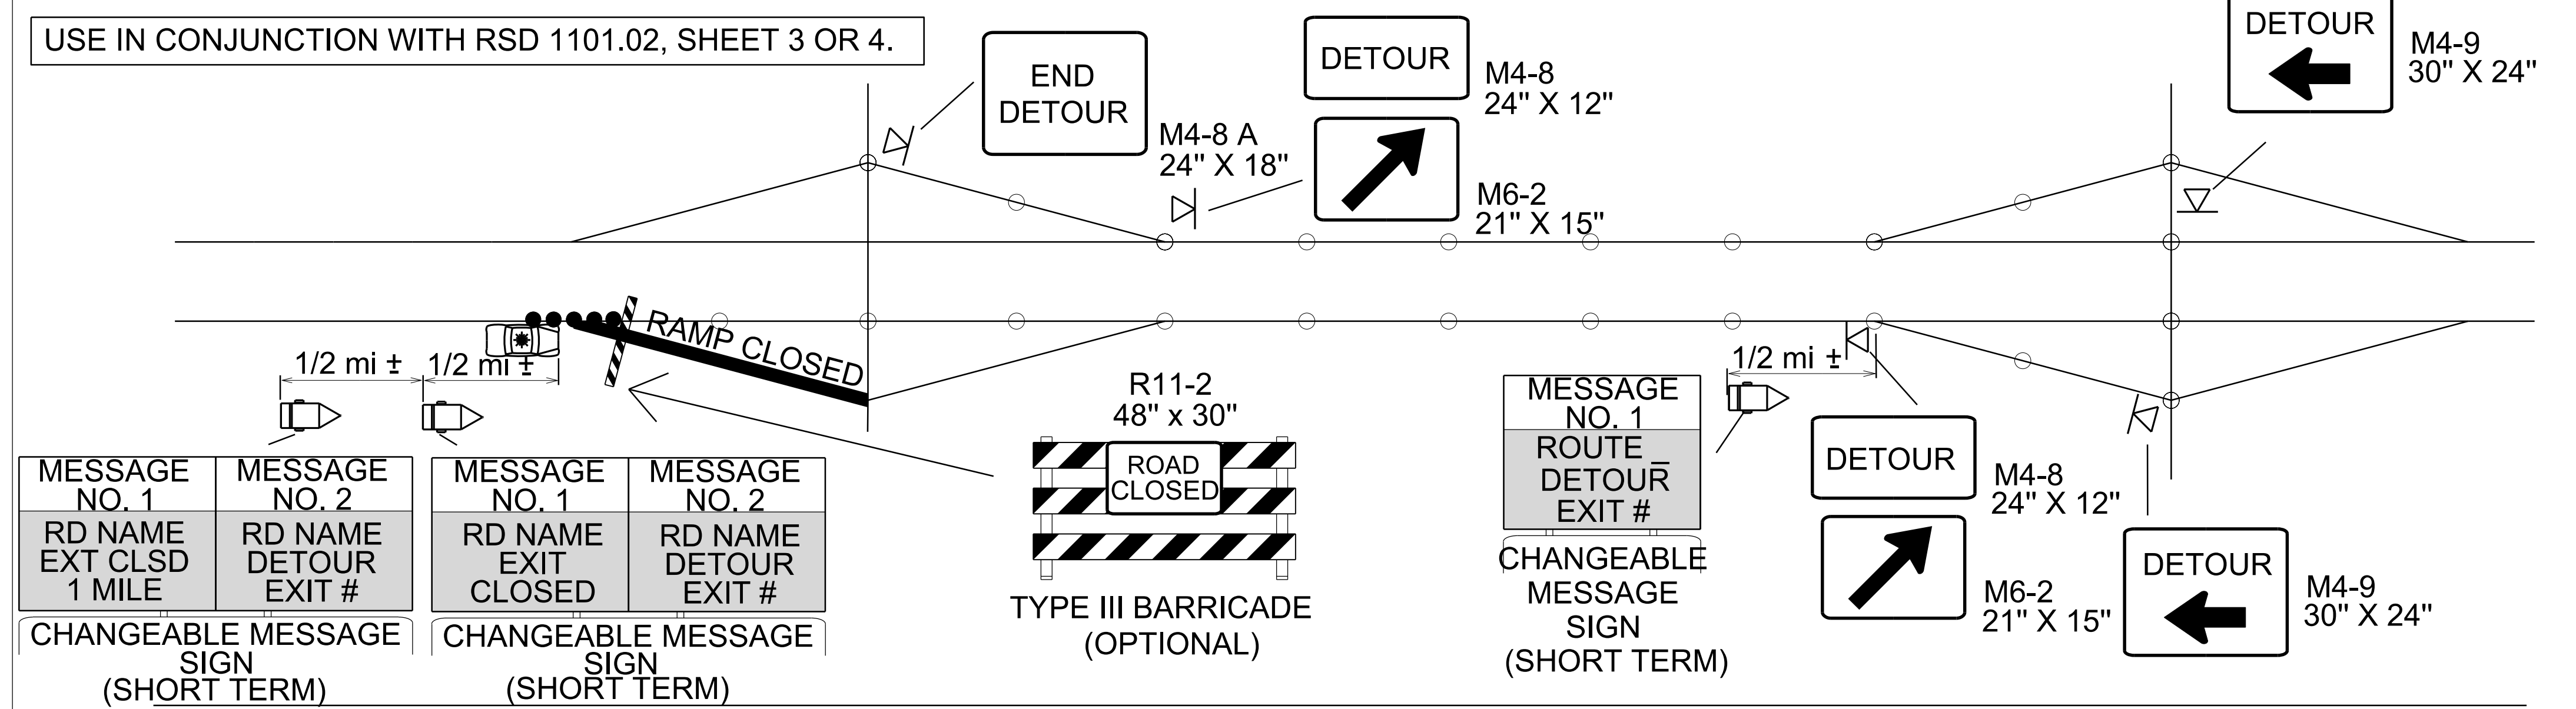 USE IN CONJUNCTION WITH RSD 1101.02, SHEET 3 OR 4.
END
DETOUR
M4-8 A
24" X 18"
DETOUR
M4-8
24" X 12"
M6-2
21" X 15"
DETOUR
M4-9
30" X 24"
RAMP CLOSED
1/2 mi ±
1/2 mi ±
MESSAGE
NO. 1
RD NAME
EXT CLSD
1 MILE
MESSAGE
NO. 2
RD NAME
DETOUR
EXIT #
CHANGEABLE MESSAGE
SIGN
(SHORT TERM)
MESSAGE
NO. 1
RD NAME
EXIT
CLOSED
MESSAGE
NO. 2
RD NAME
DETOUR
EXIT #
CHANGEABLE MESSAGE
SIGN
(SHORT TERM)
R11-2
48" x 30"
ROAD
CLOSED
TYPE III BARRICADE
(OPTIONAL)
MESSAGE
NO. 1
ROUTE _
DETOUR
EXIT #
CHANGEABLE
MESSAGE
SIGN
(SHORT TERM)
1/2 mi ±
DETOUR
M4-8
24" X 12"
M6-2
21" X 15"
DETOUR
M4-9
30" X 24"